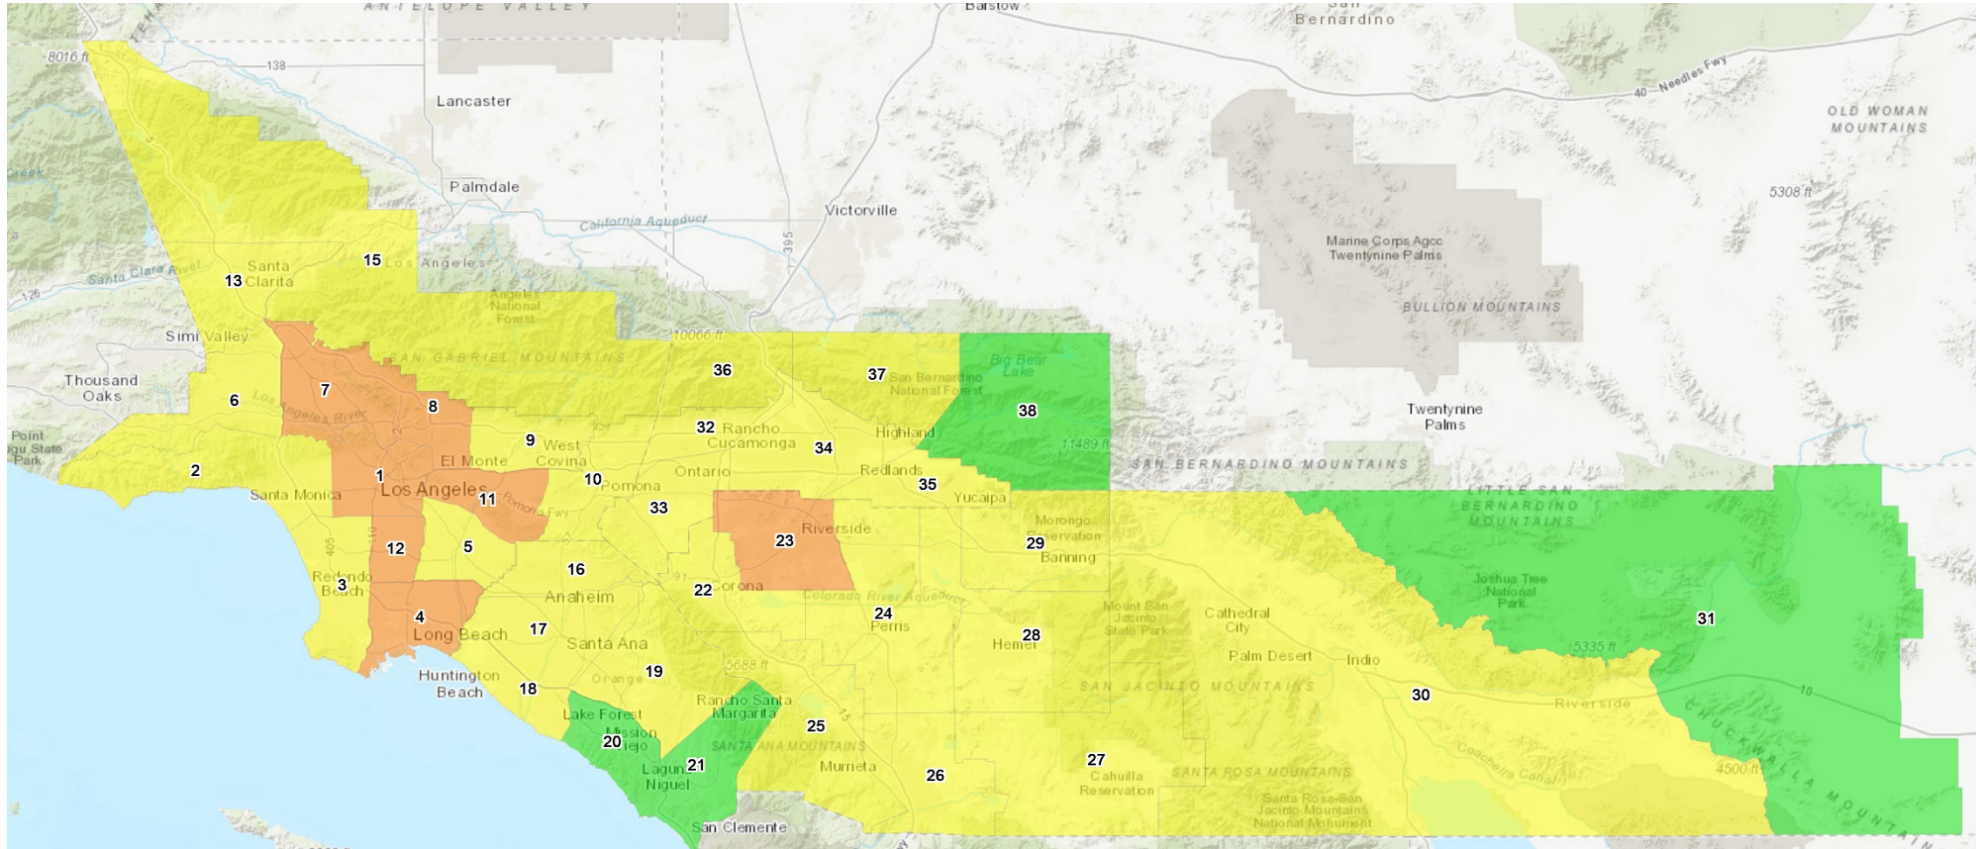 ANTELOPE VALLEY
Barstow
San
Bernardino
8016 ft
138
Lancaster
40
Needles Fwy
OLD WOMAN
MOUNTAINS
5
Palmdale
Victorville
California Aqueduct
395
5308 ft
Marine Corps Agcc
Twentynine Palms
BULLION MOUNTAINS
15
Los Angeles
Santa
Clarita
13
Santa Clara River
126
Angeles
National
Forest
Simi Valley
10066 ft
SAN GABRIEL MOUNTAINS
Thousand
Oaks
7
6
Los Angeles River
8
2
36
37
San Bernardino
National Forest
Big Bear
Lake
38
11489 ft
Twentynine
Palms
Point
gu State
Park
9
West
Covina
32
Rancho
Cucamonga
34
Highland
El Monte
2
1
Los Angeles
11
Pomona Fwy
10
Pomona
Ontario
Redlands
35
Yucaipa
SAN BERNARDINO MOUNTAINS
LITTLE SAN
BERNARDINO
MOUNTAINS
Santa Monica
33
405
110
12
5
23
Riverside
Morongo
Reservation
29
Banning
Redondo
Beach
3
16
Anaheim
91
22
Corona
Colorado River Aqueduct
24
Perris
Mount San
Jacinto
State Park
Cathedral
City
Joshua Tree
National
Park
31
4
Long Beach
17
Santa Ana
28
Hemet
Palm Desert
Indio
5335 ft
Huntington
Beach
18
19
Orange
5688 ft
Rancho Santa
Margarita
SAN JACINTO MOUNTAINS
30
Riverside
10
Lake Forest
Mission
Viejo
20
21
Laguna
Niguel
SANTA ANA MOUNTAINS
25
15
Murrieta
26
27
Cahuilla
Reservation
SANTA ROSA MOUNTAINS
Santa Rosa-San
Jacinto Mountains
National Monument
Coachella Canal
4500 ft
CHUCKWALLA MOUNTAIN
San Clemente